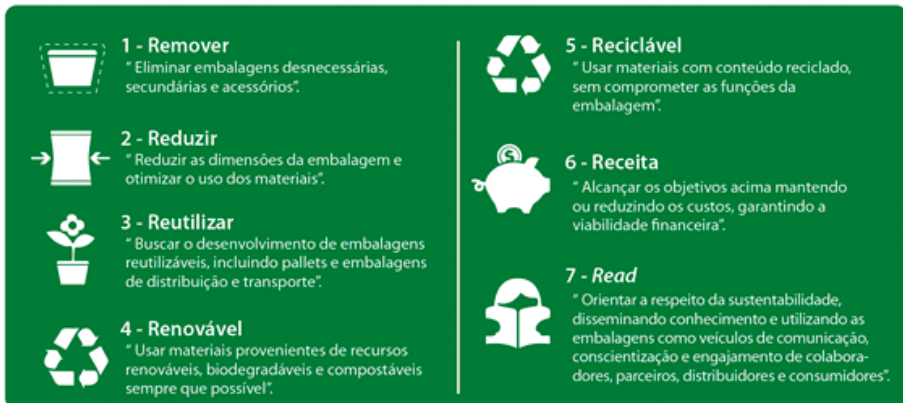 1 - Remover
“ Eliminar embalagens desnecessárias,
secundárias e acessórios”.
2 - Reduzir
“ Reduzir as dimensões da embalagem e
otimizar o uso dos materiais”.
3 - Reutilizar
“ Buscar o desenvolvimento de embalagens
reutilizáveis, incluindo pallets e embalagens
de distribuição e transporte”.
4 - Renovável
“ Usar materiais provenientes de recursos
renováveis, biodegradáveis e compostáveis
sempre que possível”.
5 - Reciclável
“ Usar materiais com conteúdo reciclado,
sem comprometer as funções da
embalagem”.
$
6 - Receita
“ Alcançar os objetivos acima mantendo
ou reduzindo os custos, garantindo a
viabilidade financeira”.
7 - Read
“ Orientar a respeito da sustentabilidade,
disseminando conhecimento e utilizando as
embalagens como veículos de comunicação,
conscientização e engajamento de colabora-
dores, parceiros, distribuidores e consumidores”.